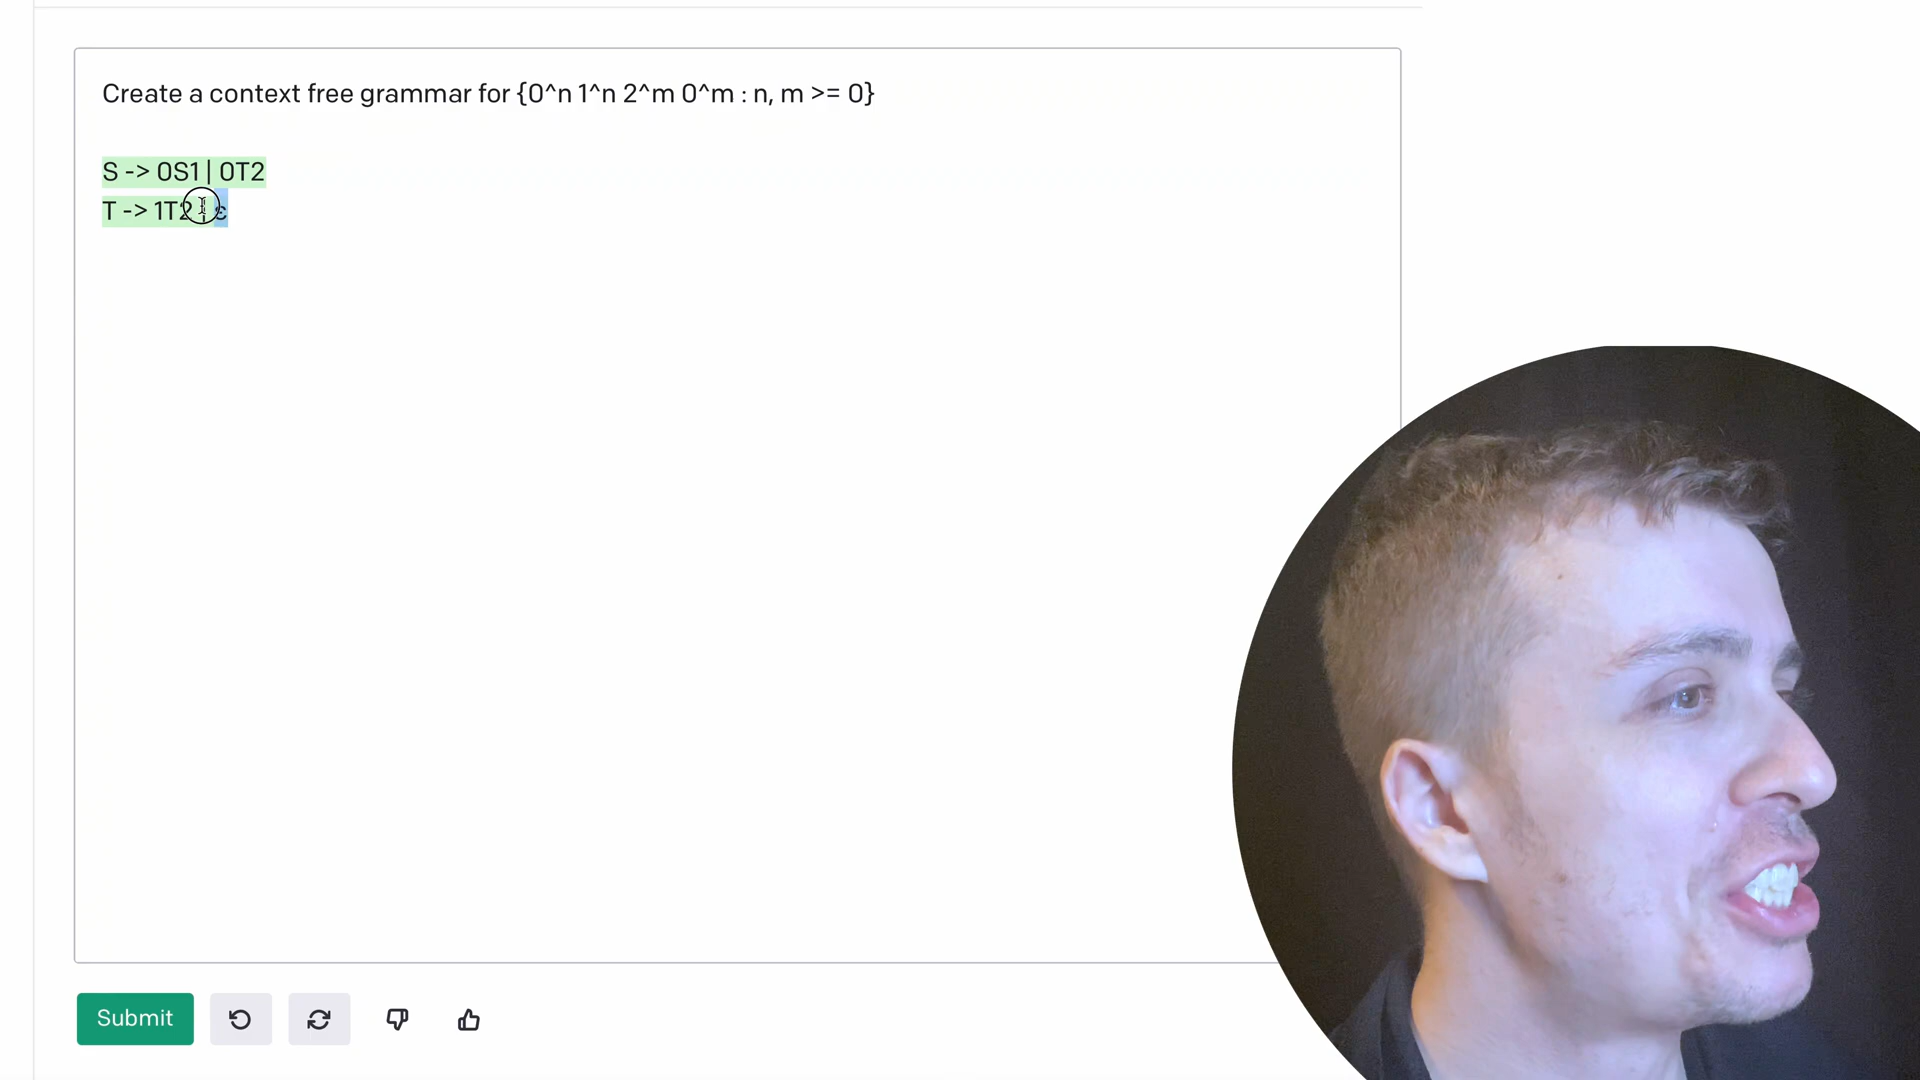 Create a context free grammar for {0^n 1^n 2^m 0^m : n, m >= 0}
S -> 0S1 | 0T2
T -> 1T2 | ε
Submit